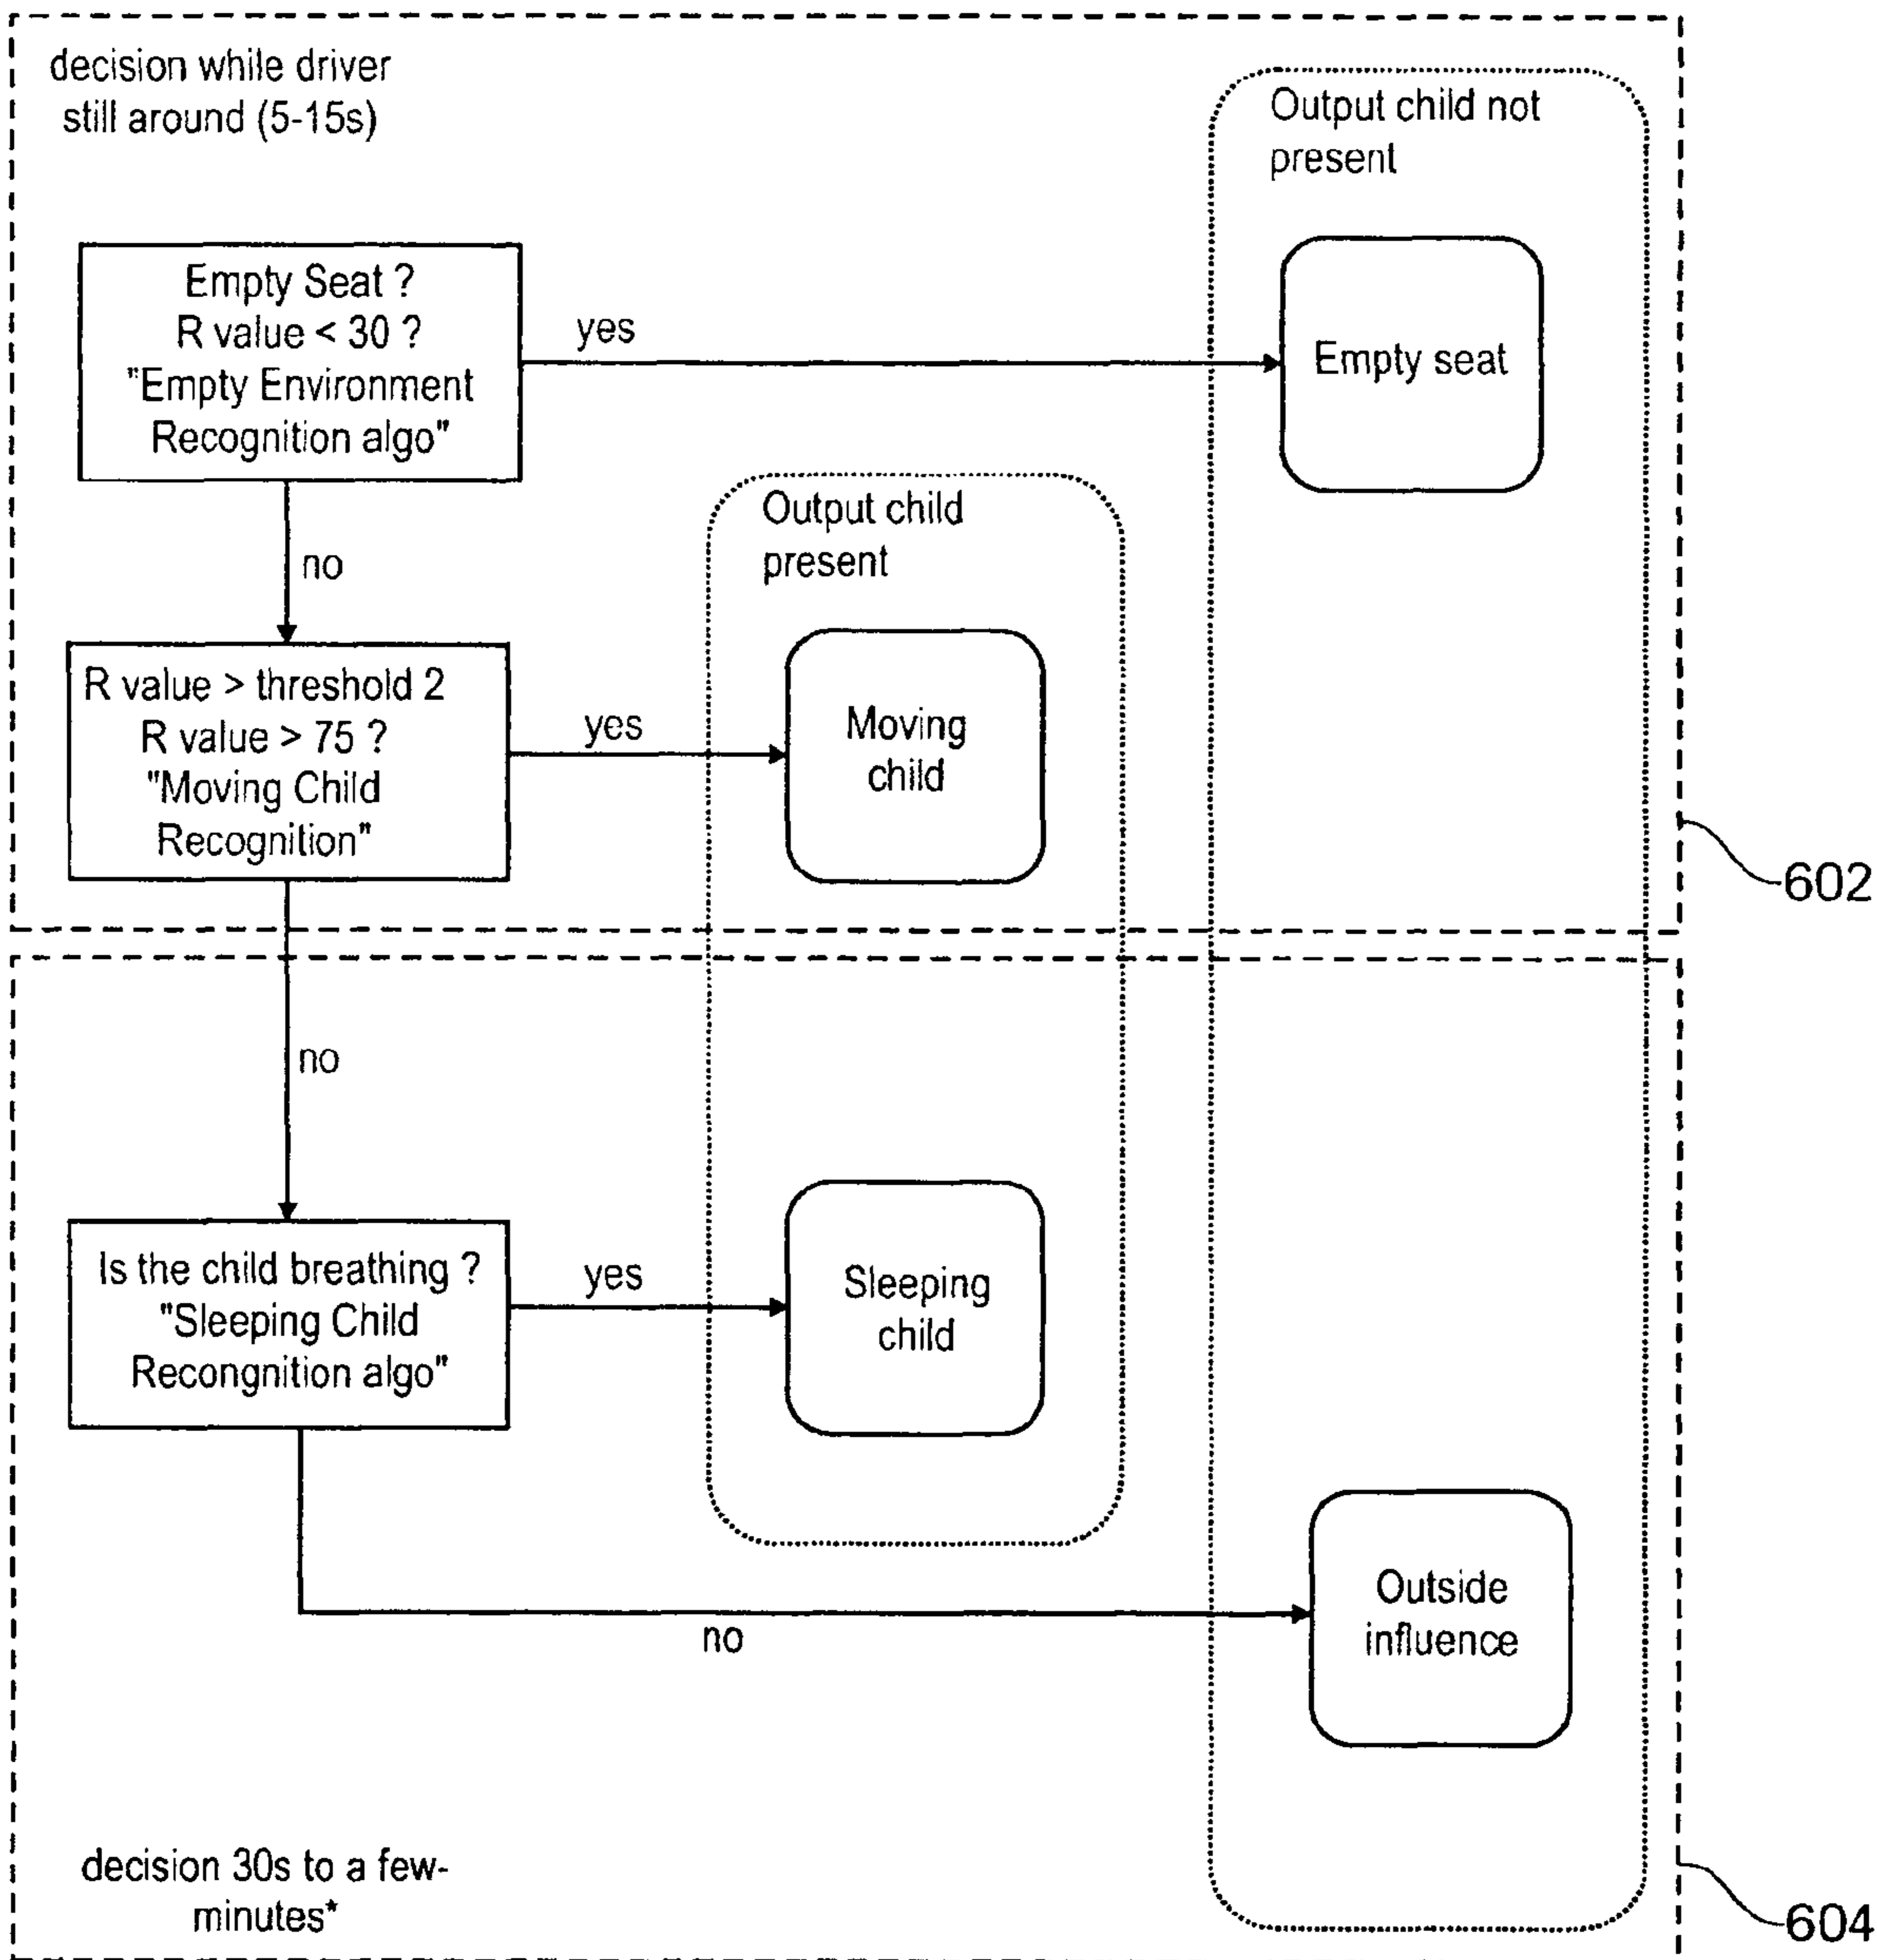 decision while driver
still around (5-15s)
Output child not
present
Empty Seat ?
R value < 30 ?
"Empty Environment
Recognition algo"
yes
Empty seat
no
Output child
present
R value > threshold 2
R value > 75 ?
"Moving Child
Recognition"
yes
Moving
child
602
no
Is the child breathing ?
"Sleeping Child
Recongnition algo"
yes
Sleeping
child
no
Outside
influence
decision 30s to a few-
minutes*
604